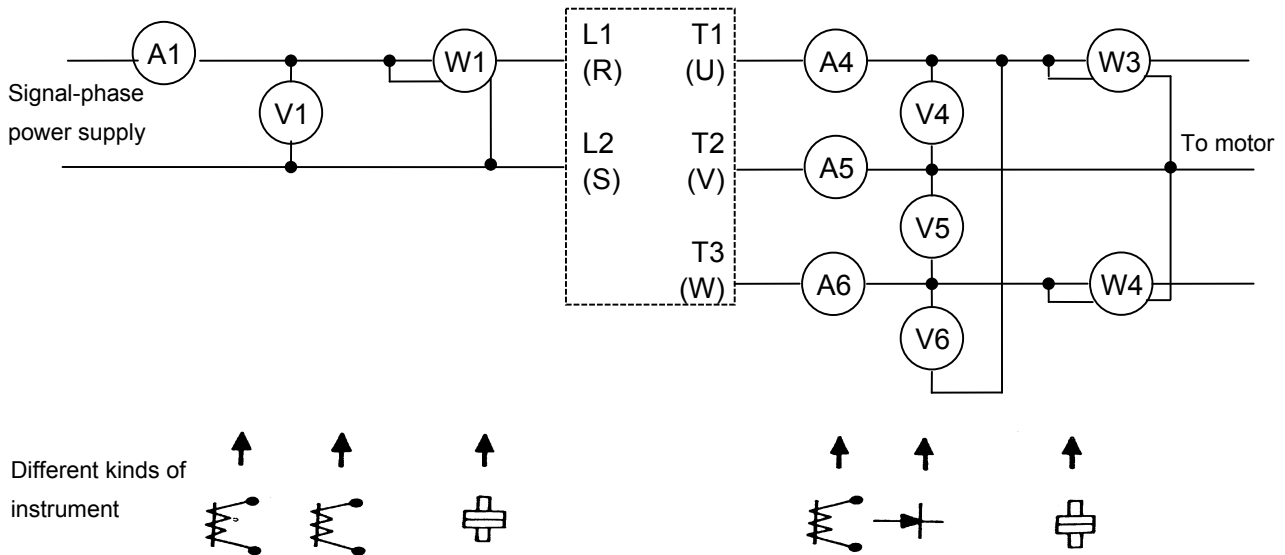 A1
V1
W1
Signal-phase
power supply
L1
(R)
L2
(S)
T1
(U)
T2
(V)
T3
(W)
A4
A5
A6
V4
V5
V6
W3
W4
To motor
Different kinds of
instrument